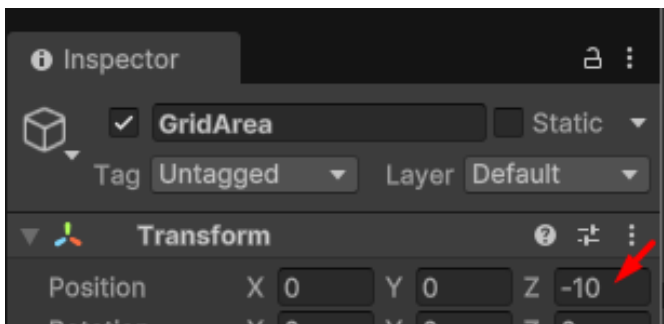 Inspector
GridArea Static
Tag Untagged Layer Default
Transform
Position X 0 Y 0 Z -10